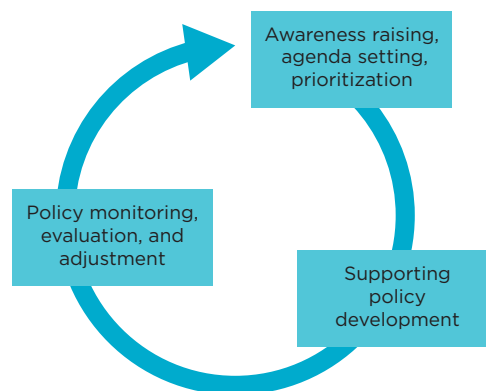 Awareness raising,
agenda setting,
prioritization
Supporting
policy
development
Policy monitoring,
evaluation, and
adjustment